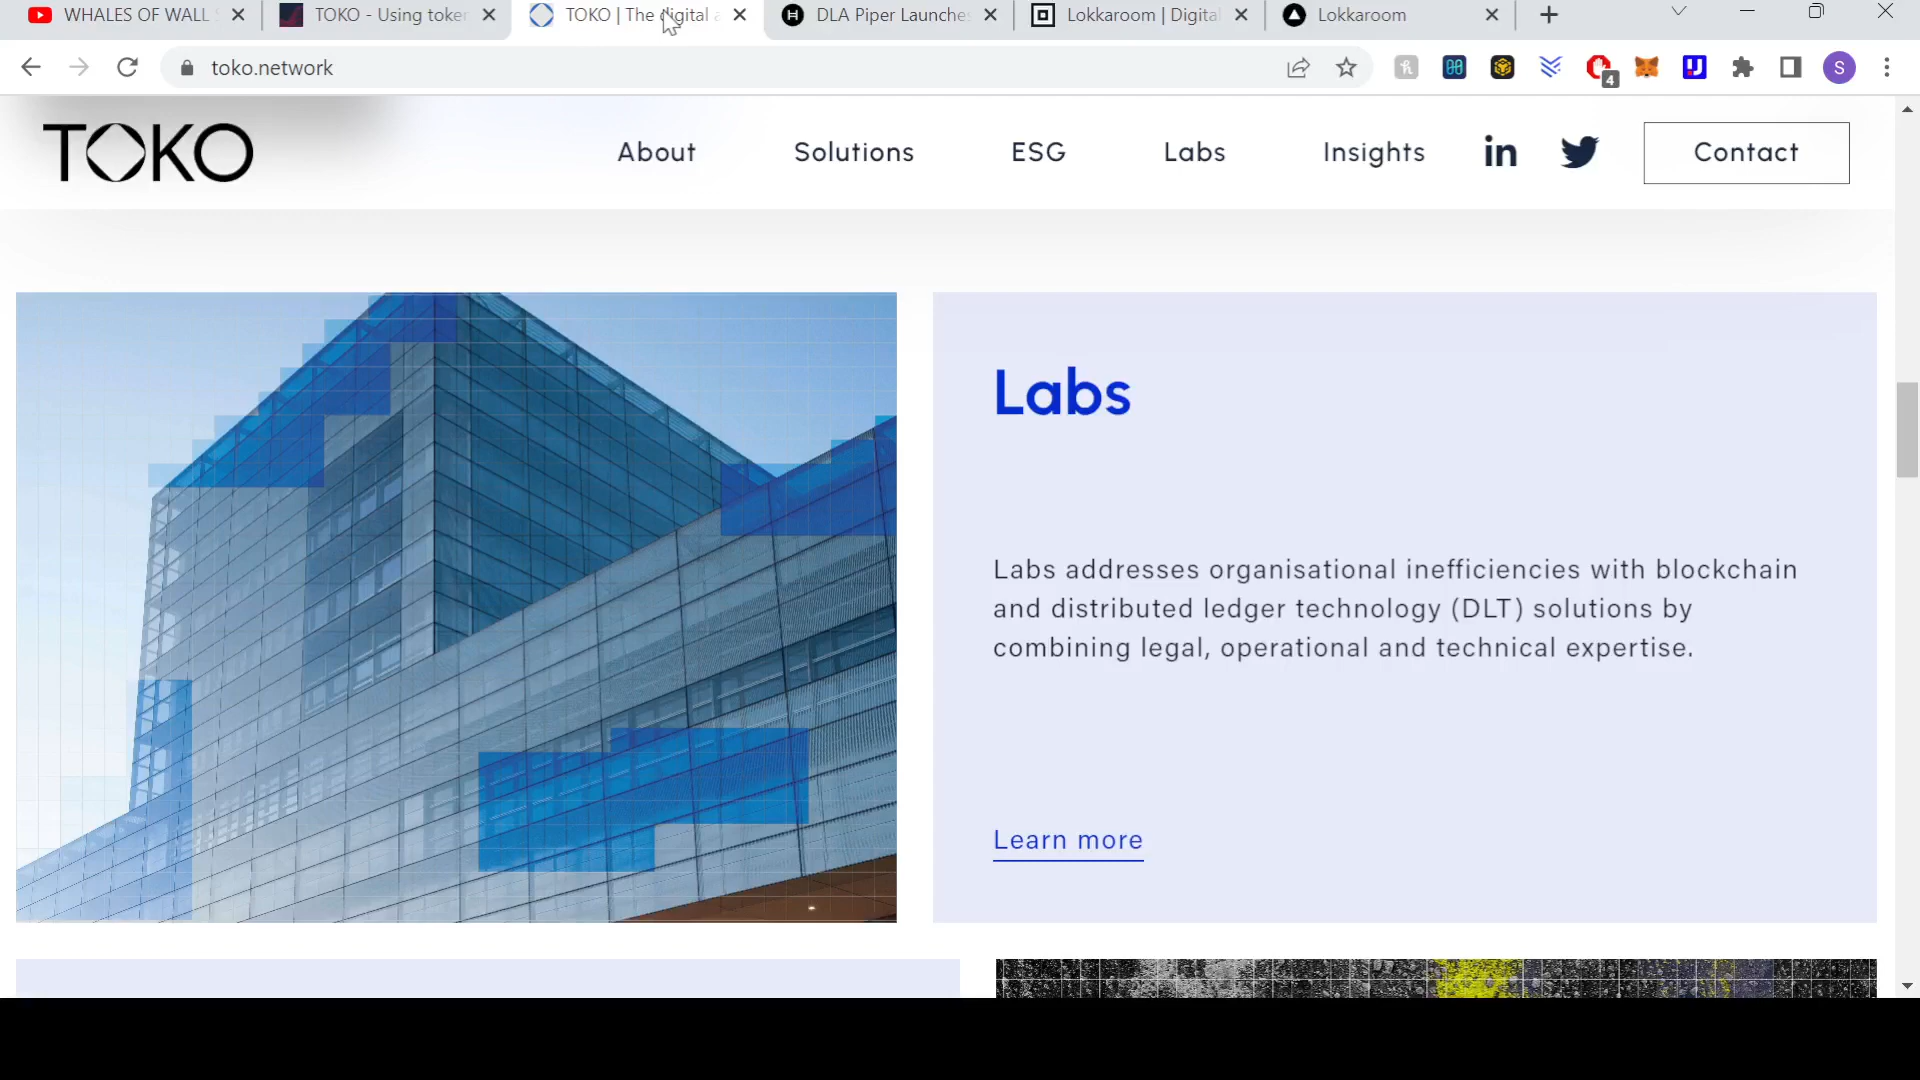 WHALES OF WALL
TOKO - Using token
TOKO | The digital a
DLA Piper Launche
Lokkaroom | Digital
Lokkaroom
toko.network
4
S
TOKO
About
Solutions
ESG
Labs
Insights
in
Contact
Labs
Labs addresses organisational inefficiencies with blockchain
and distributed ledger technology (DLT) solutions by
combining legal, operational and technical expertise.
Learn more